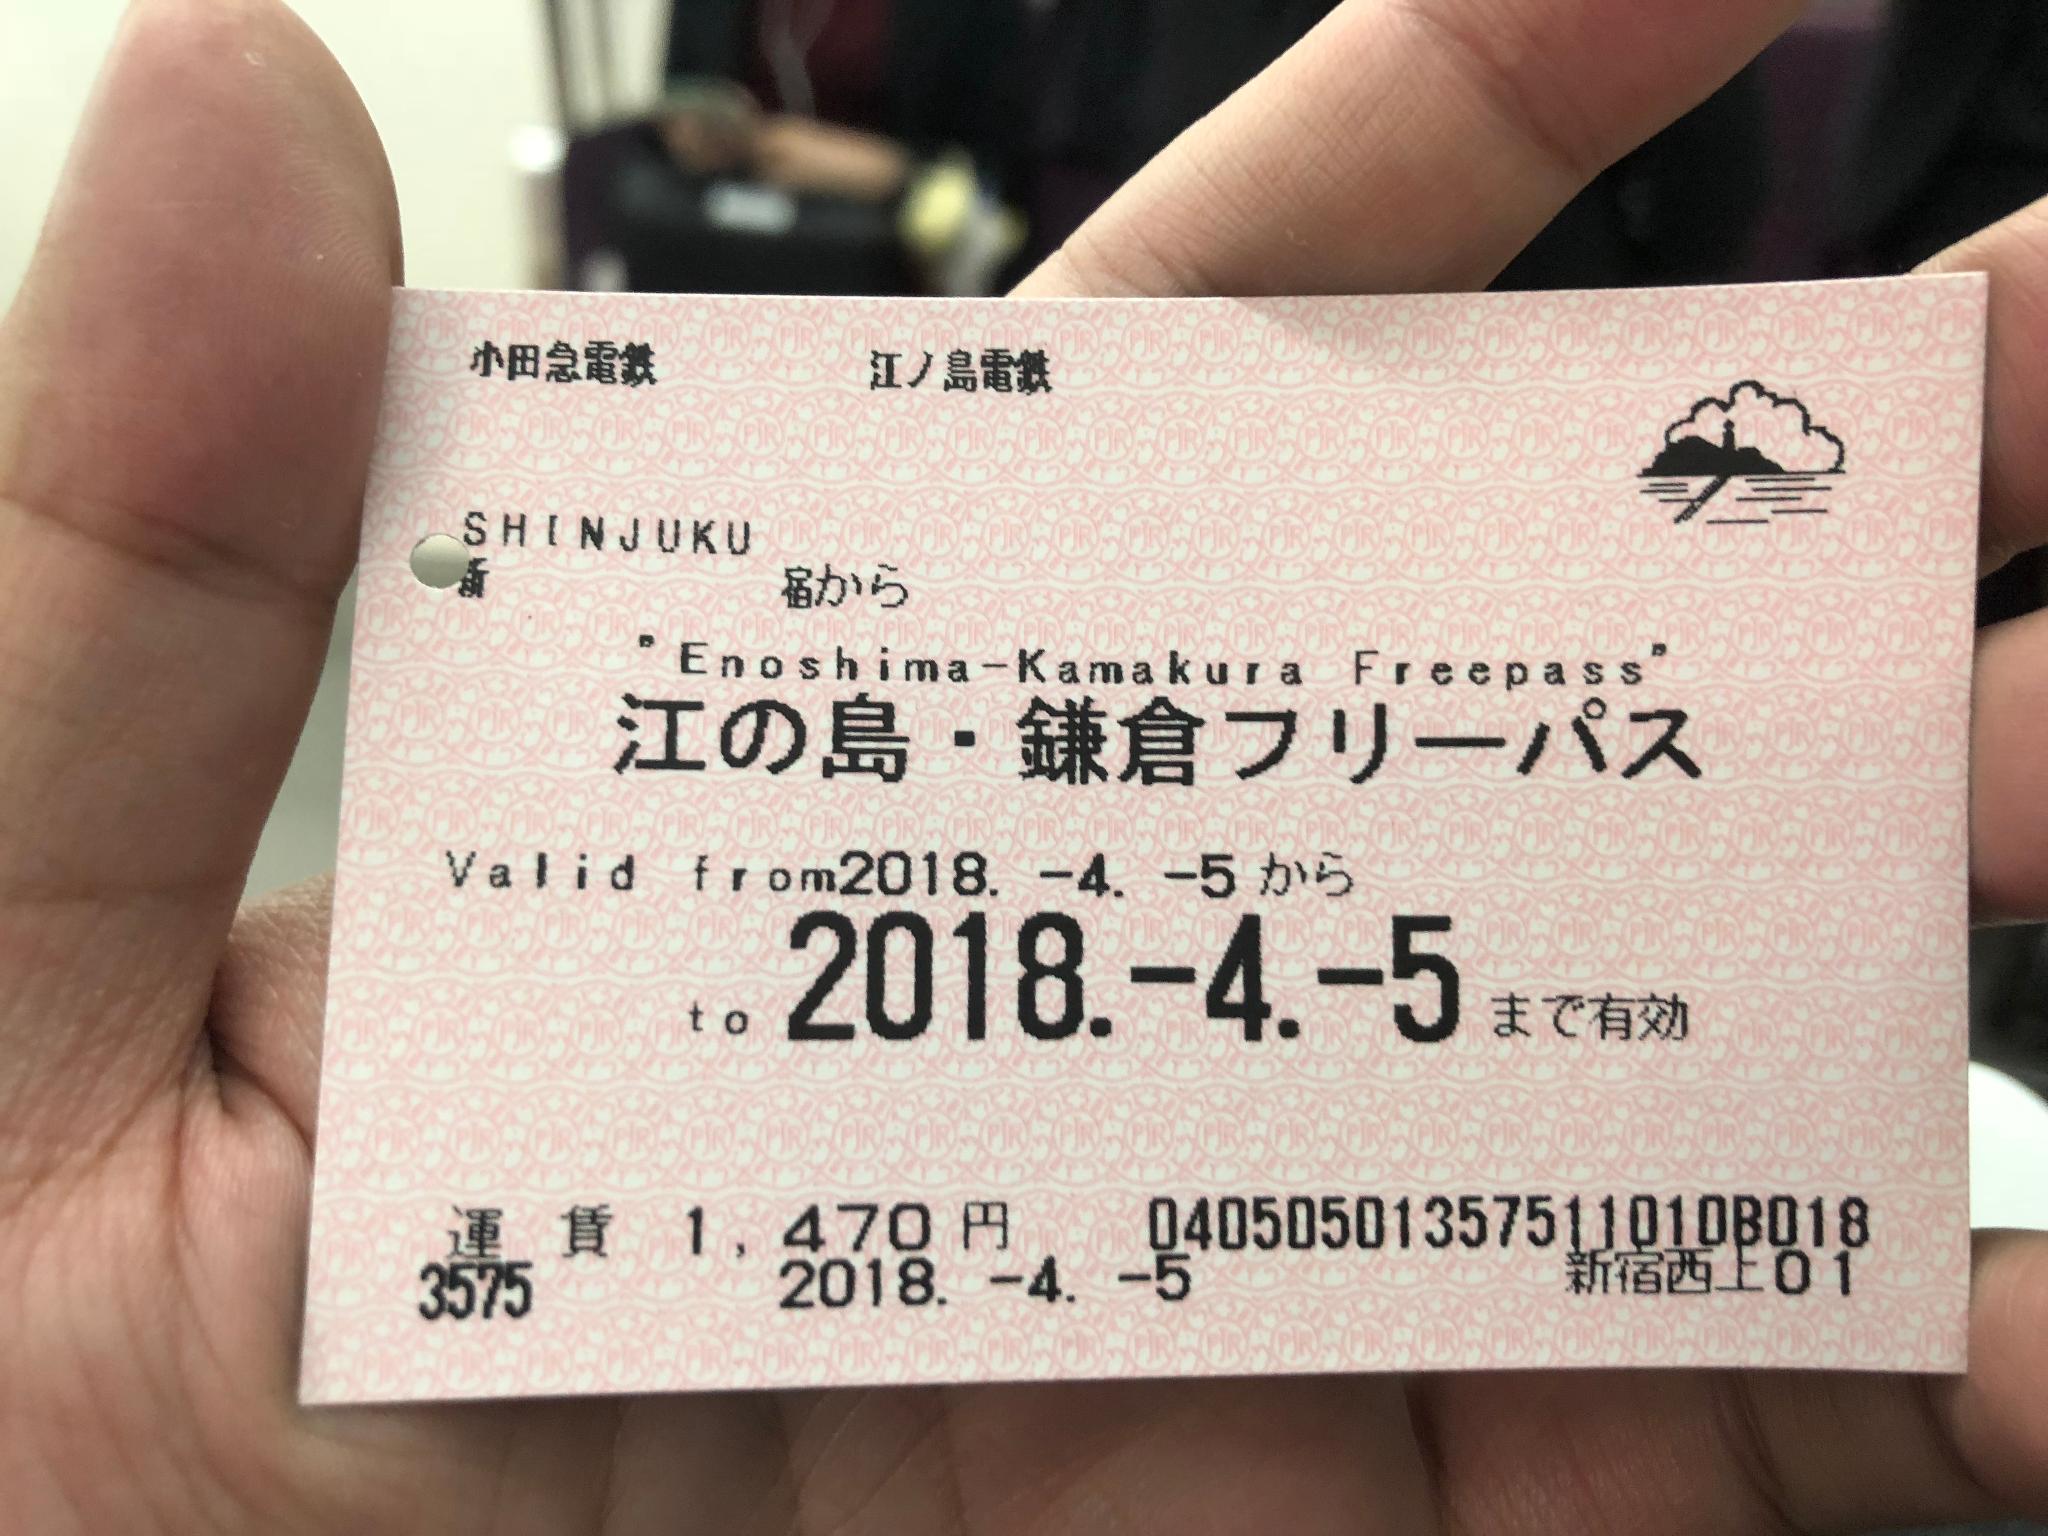 小田急電鉄 江ノ島電鉄
SHINJUKU
新 宿から
"Enoshima-Kamakura Freepass"
江の島・鎌倉フリーパス
Valid from2018. -4. -5から
to 2018.-4.-5まで有効
運 賃 1,470円 04050501357511010B018
3575 2018. -4. -5 新宿西上01